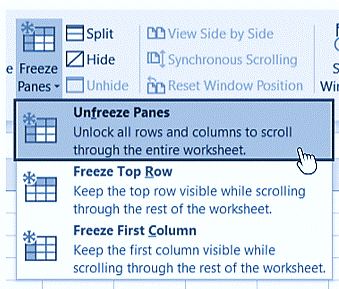 Split
View Side by Side
Freeze
Hide
Synchronous Scrolling
Panes
Unhide
Reset Window Position
Unfreeze Panes
Unlock all rows and columns to scroll
through the entire worksheet.
Freeze Top Row
Keep the top row visible while scrolling
through the rest of the worksheet.
Freeze First Column
Keep the first column visible while
scrolling through the rest of the worksheet.